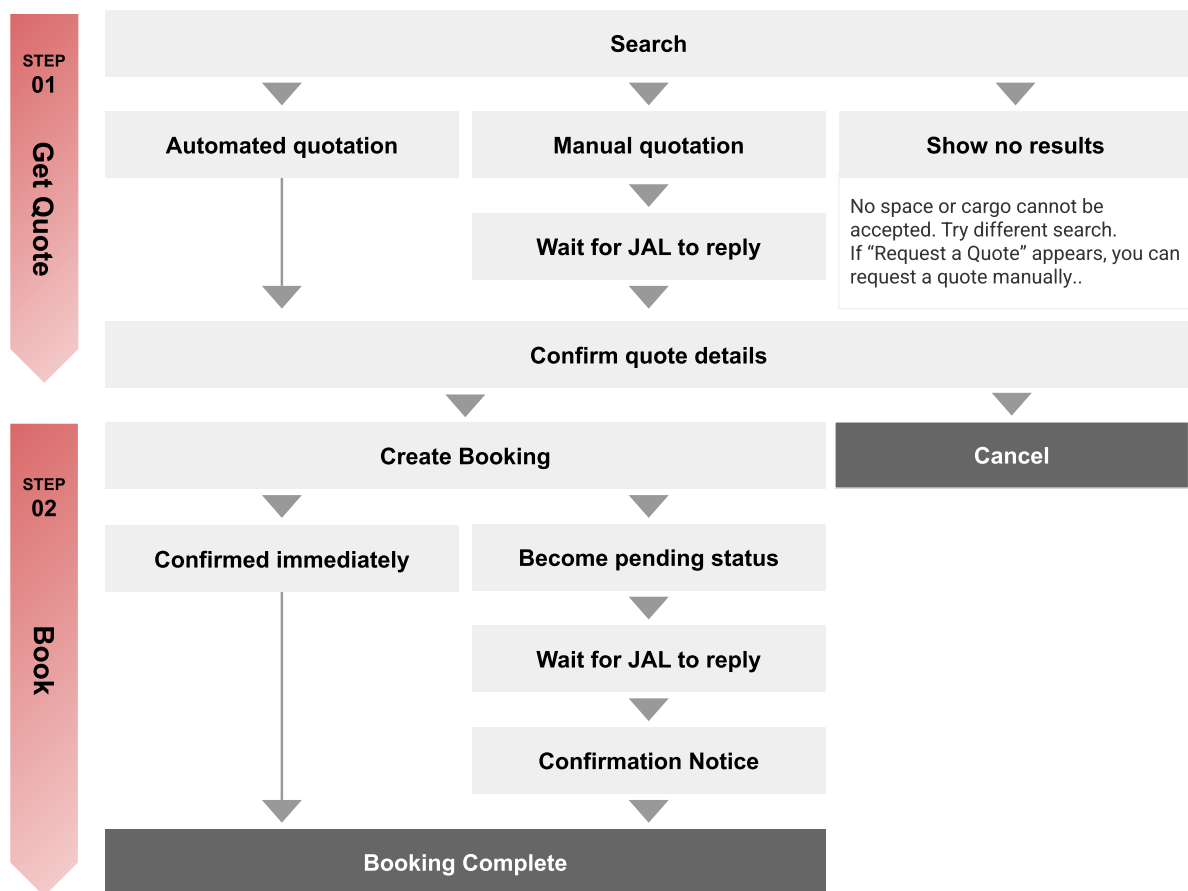 STEP
01
Get Quote
Search
Automated quotation
Manual quotation
Show no results
Wait for JAL to reply
No space or cargo cannot be
accepted. Try different search.
If “Request a Quote” appears, you can
request a quote manually..
Confirm quote details
STEP
02
Book
Create Booking
Cancel
Confirmed immediately
Become pending status
Wait for JAL to reply
Confirmation Notice
Booking Complete